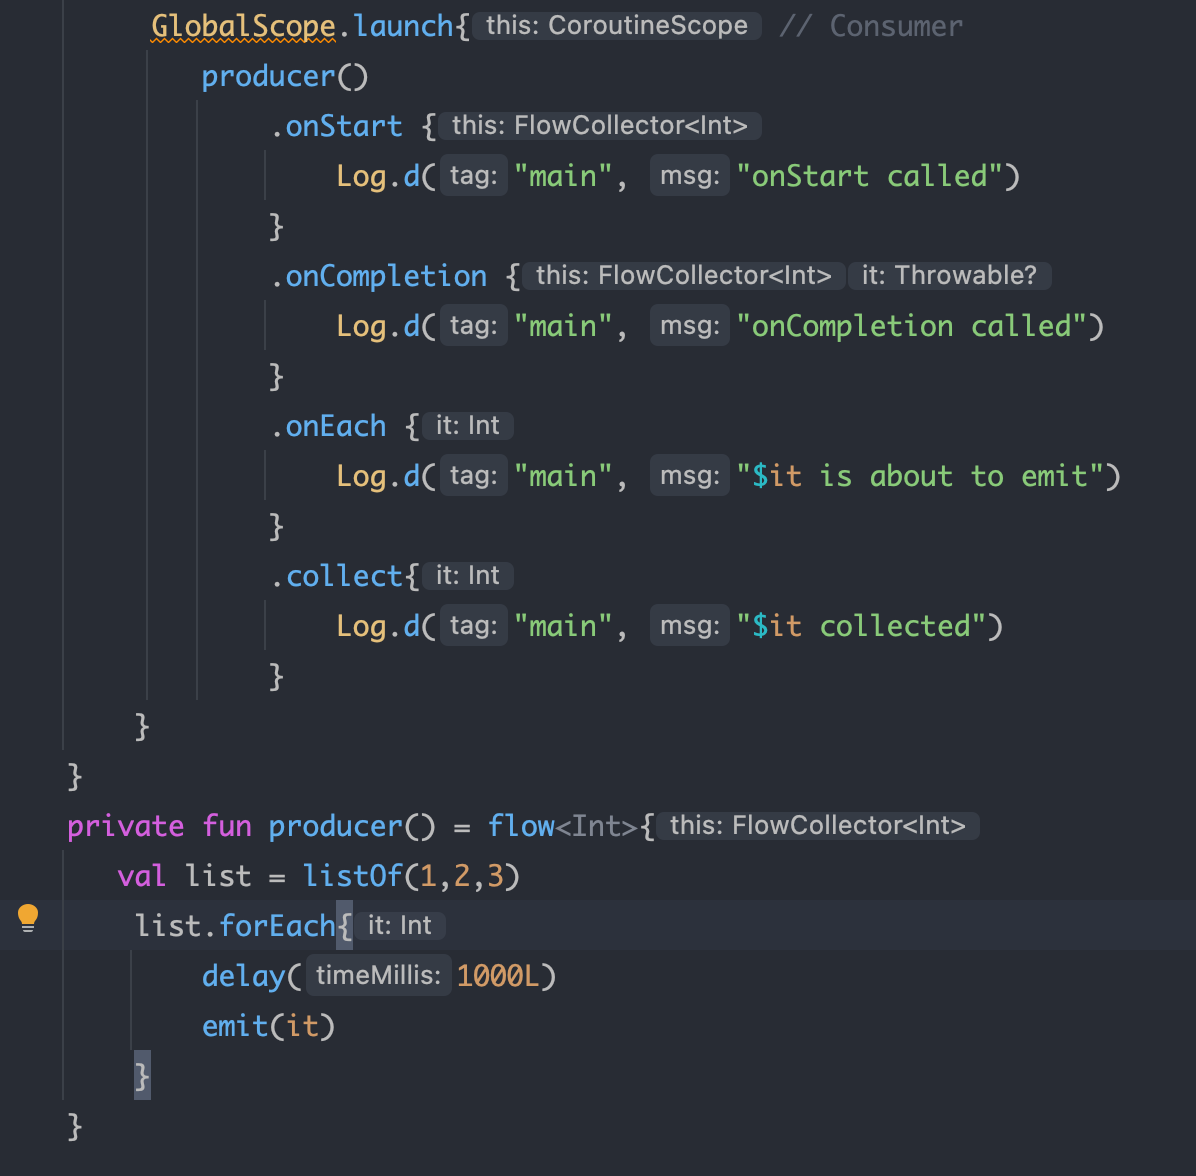 GlobalScope.launch{ this: CoroutineScope // Consumer
producer()
.onStart { this: FlowCollector<Int>
Log.d( tag: "main", msg: "onStart called")
}
.onCompletion { this: FlowCollector<Int> it: Throwable?
Log.d( tag: "main", msg: "onCompletion called")
}
.onEach { it: Int
Log.d( tag: "main", msg: "$it is about to emit")
}
.collect{ it: Int
Log.d( tag: "main", msg: "$it collected")
}
}
}
private fun producer() = flow<Int>{ this: FlowCollector<Int>
val list = listOf(1,2,3)
list.forEach{ it: Int
delay( timeMillis: 1000L)
emit(it)
}
}